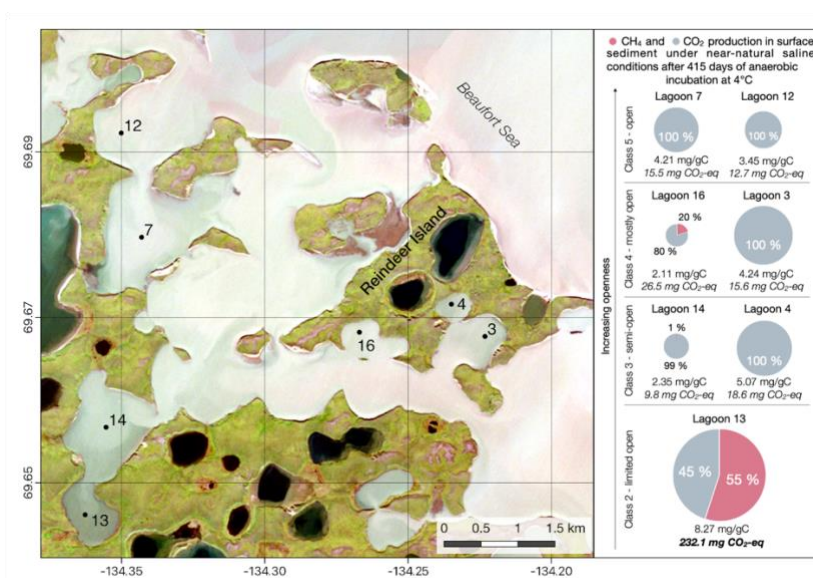 Beaufort Sea
12
69.69
7
Reindeer Island
4
69.67
3
16
14
69.65
13
0 0.5 1.0 1.5 km
-134.35 -134.30 -134.25 -134.20
CH₄ and CO₂ production in surface
sediment under near-natural saline
conditions after 415 days of anaerobic
incubation at 4°C
Increasing openness
Class 5 - open
Lagoon 7 Lagoon 12
100 % 100 %
4.21 mg/gC 3.45 mg/gC
15.5 mg CO₂-eq 12.7 mg CO₂-eq
Class 4 - mostly open
Lagoon 16 Lagoon 3
20 %
100 %
80 %
2.11 mg/gC 4.24 mg/gC
26.5 mg CO₂-eq 15.6 mg CO₂-eq
Class 3 - semi-open
Lagoon 14 Lagoon 4
1 %
100 %
99 %
2.35 mg/gC 5.07 mg/gC
9.8 mg CO₂-eq 18.6 mg CO₂-eq
Class 2 - limited open
Lagoon 13
45 % 55 %
8.27 mg/gC
232.1 mg CO₂-eq